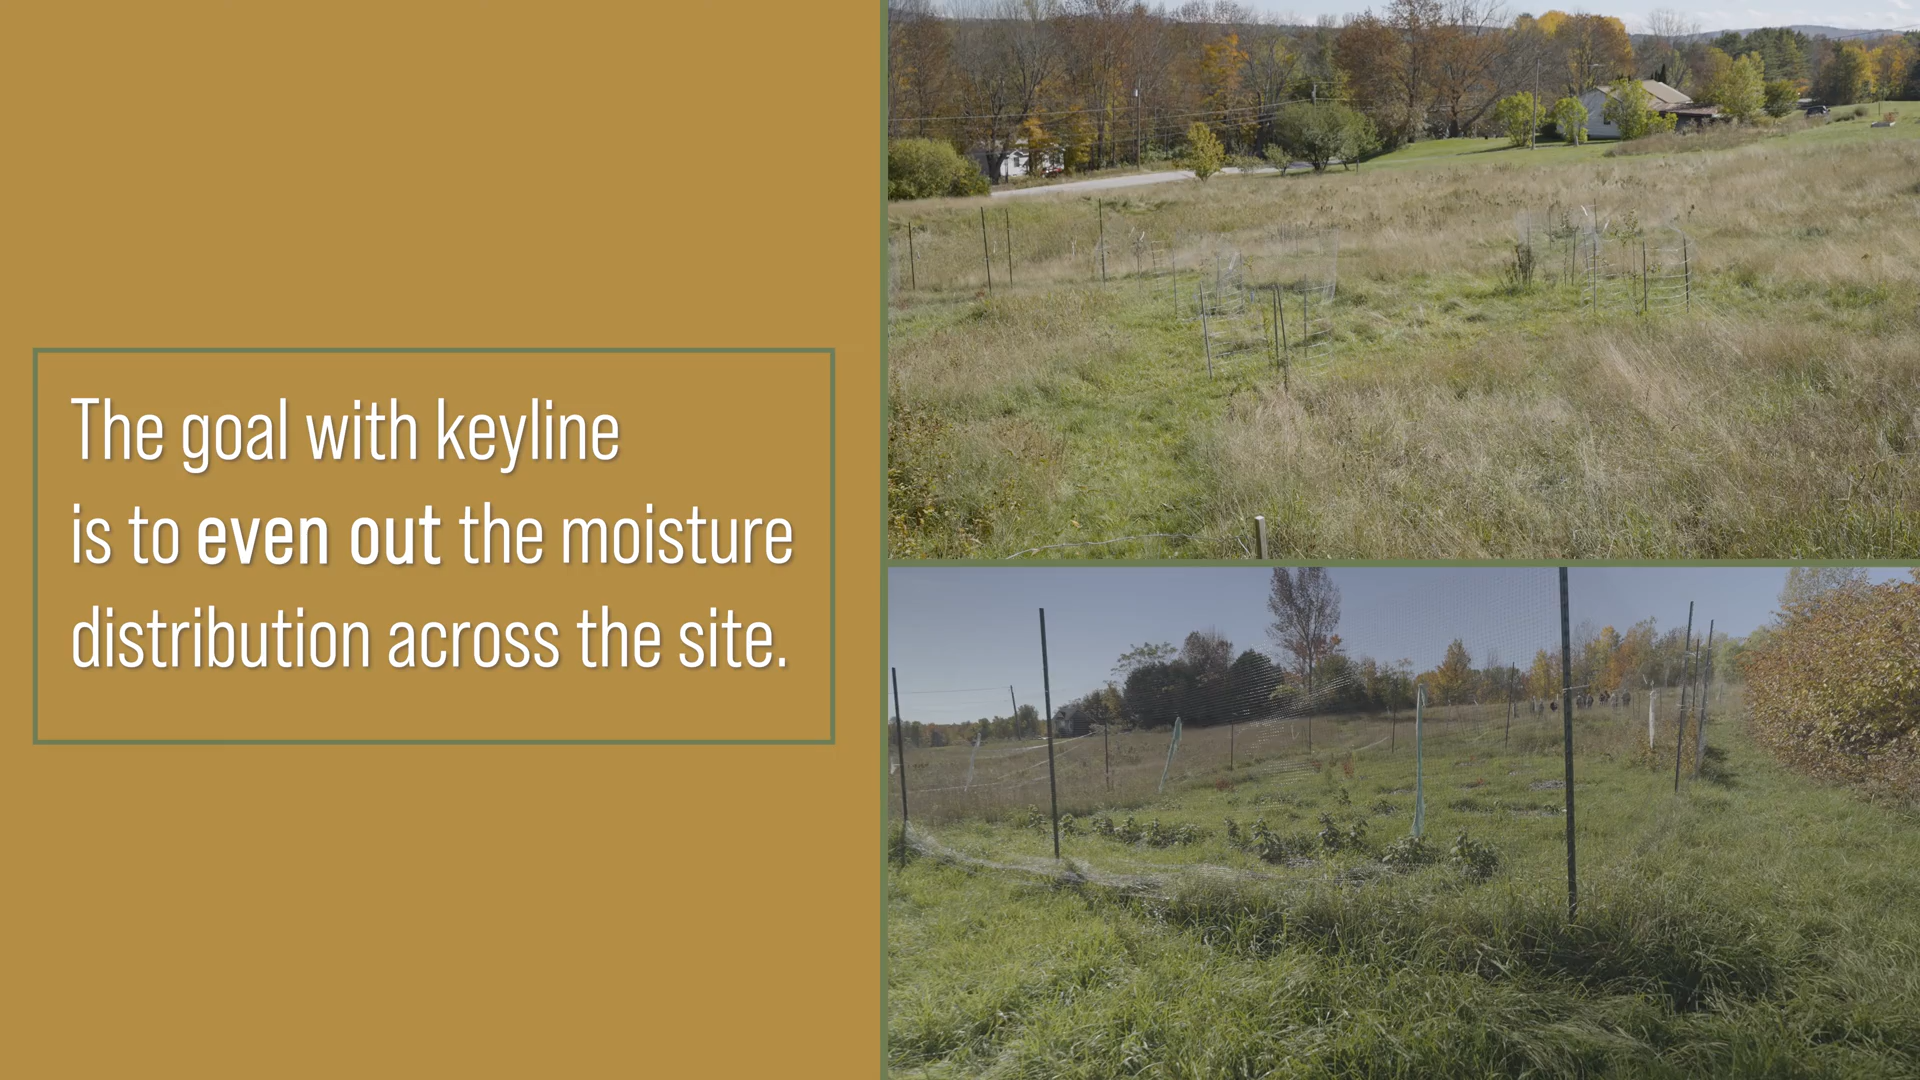 The goal with keyline
is to even out the moisture
distribution across the site.